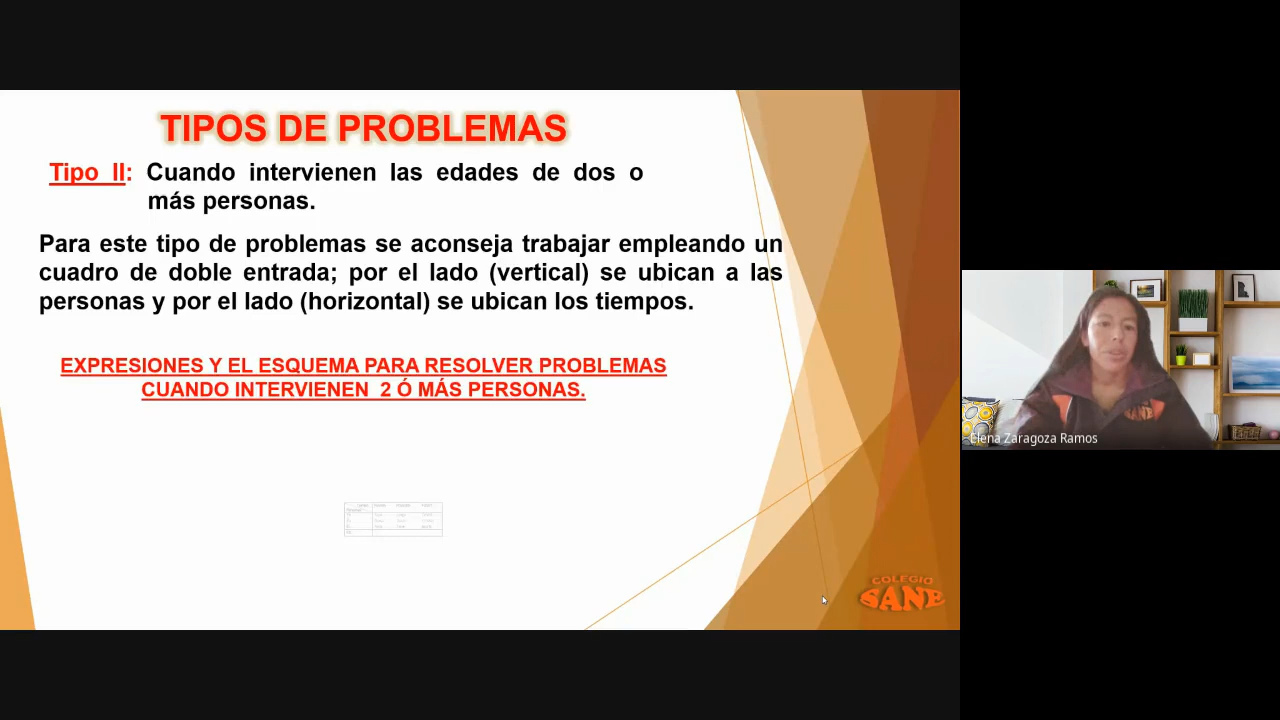 TIPOS DE PROBLEMAS
Tipo II: Cuando intervienen las edades de dos o
más personas.
Para este tipo de problemas se aconseja trabajar empleando un
cuadro de doble entrada; por el lado (vertical) se ubican a las
personas y por el lado (horizontal) se ubican los tiempos.
EXPRESIONES Y EL ESQUEMA PARA RESOLVER PROBLEMAS
CUANDO INTERVIENEN 2 Ó MÁS PERSONAS.
COLEGIO
SANE
SANE
Elena Zaragoza Ramos